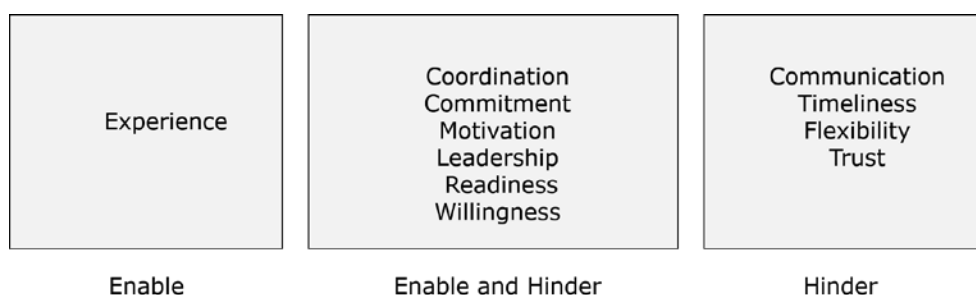 Experience
Coordination
Commitment
Motivation
Leadership
Readiness
Willingness
Communication
Timeliness
Flexibility
Trust
Enable
Enable and Hinder
Hinder